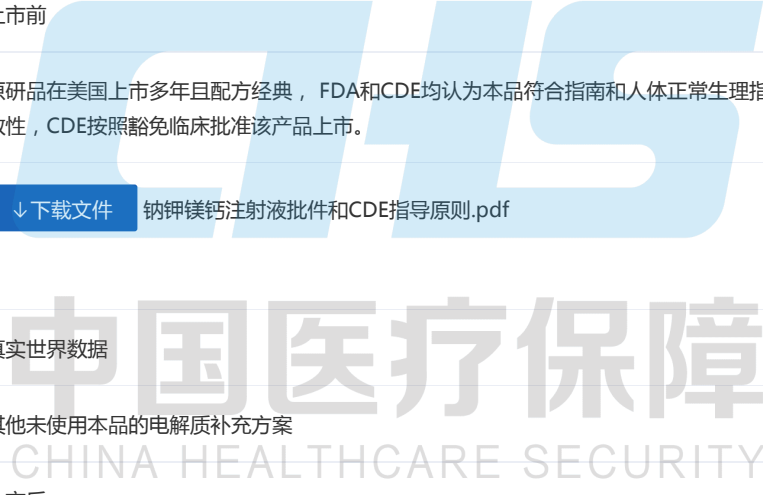 上市前
原研品在美国上市多年且配方经典，FDA和CDE均认为本品符合指南和人体正常生理指
效性，CDE按照豁免临床批准该产品上市。
↓下载文件 钠钾镁钙注射液批件和CDE指导原则.pdf
中国医疗保障
真实世界数据
其他未使用本品的电解质补充方案
CHINA HEALTHCARE SECURITY